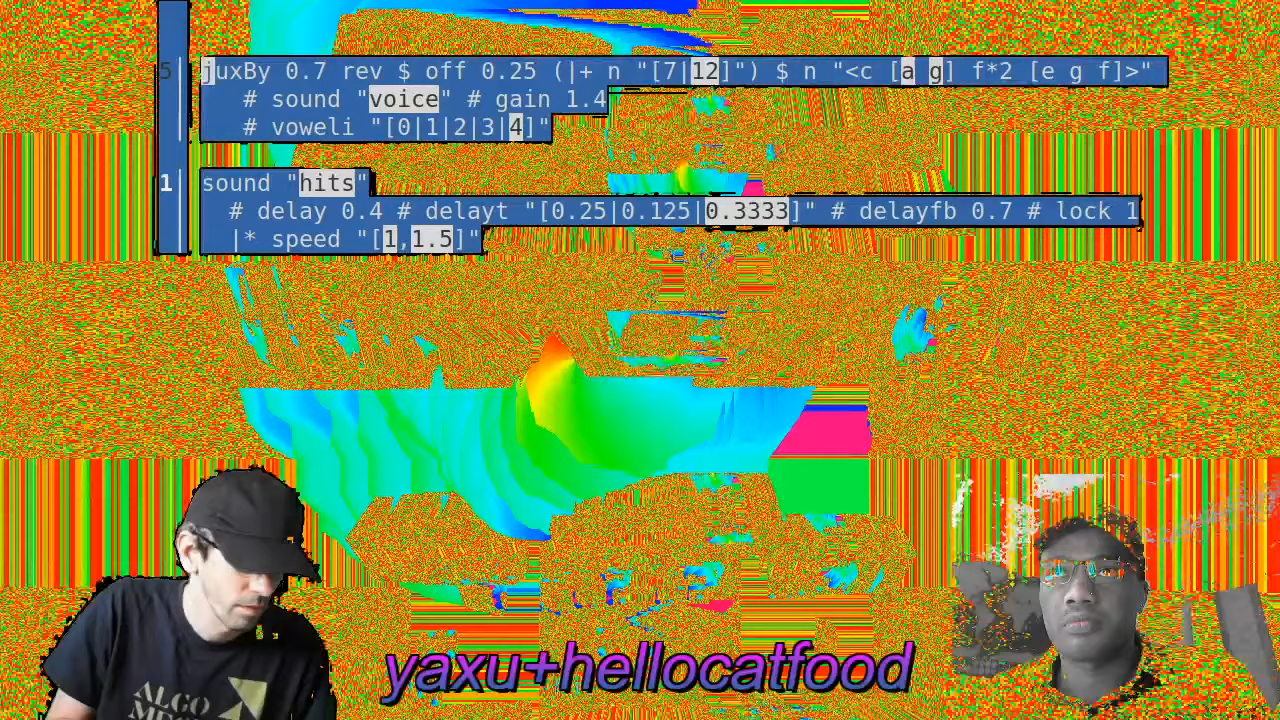 5| juxBy 0.7 rev $ off 0.25 (|+ n "[7|12]") $ n "<c [a g] f*2 [e g f]>"
# sound "voice" # gain 1.4
# voweli "[0|1|2|3|4]"
1| sound "hits"
# delay 0.4 # delayt "[0.25|0.125|0.3333]" # delayfb 0.7 # lock 1
|* speed "[1,1.5]"
ALGO
yaxu+hellocatfood